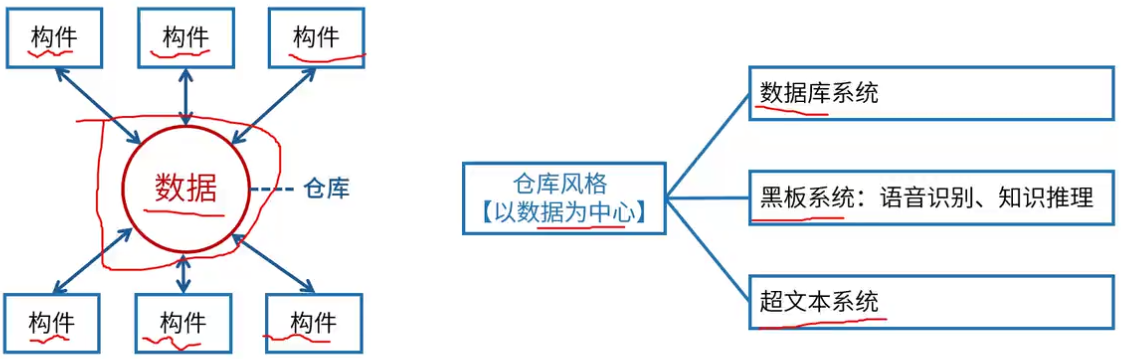 构件
构件
构件
数据
仓库
构件
构件
构件
仓库风格
【以数据为中心】
数据库系统
黑板系统：语音识别、知识推理
超文本系统